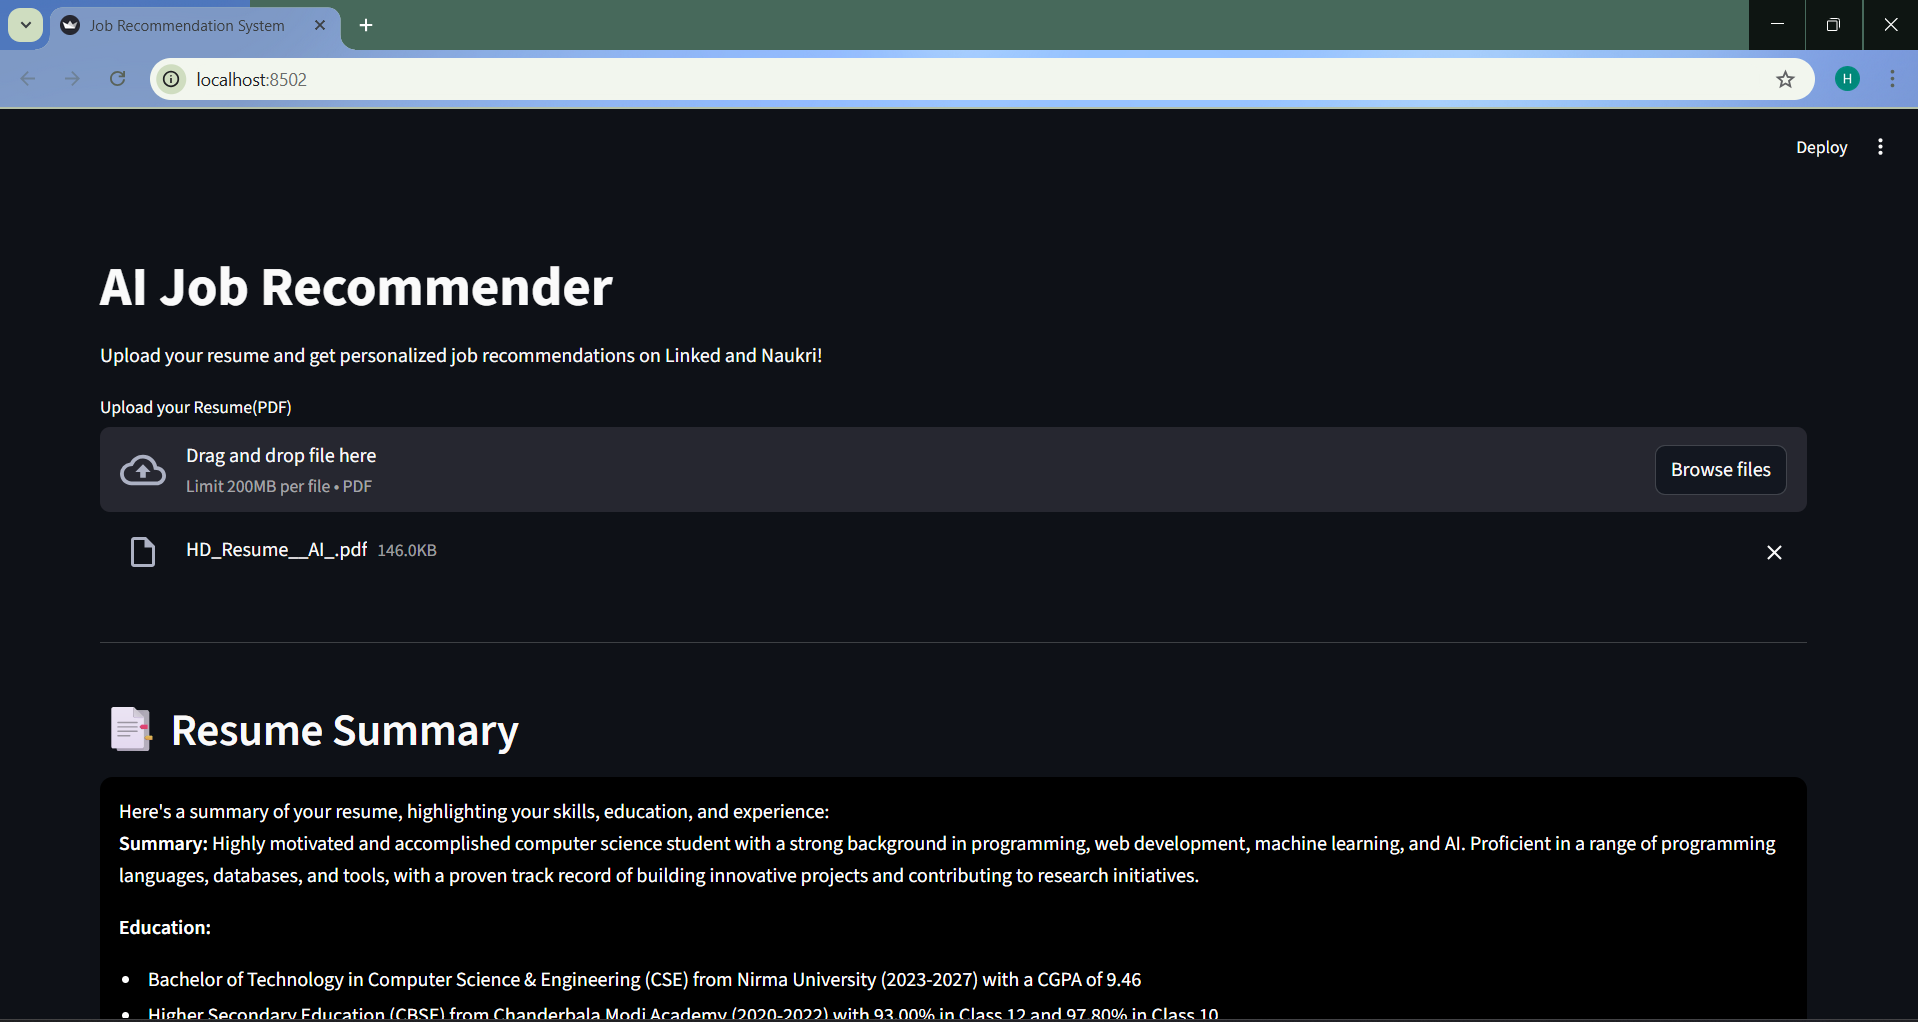 Job Recommendation System
localhost:8502
H
Deploy
AI Job Recommender
Upload your resume and get personalized job recommendations on Linked and Naukri!
Upload your Resume(PDF)
Drag and drop file here
Limit 200MB per file • PDF
Browse files
HD_Resume__AI_.pdf 146.0KB
Resume Summary
Here's a summary of your resume, highlighting your skills, education, and experience:
Summary: Highly motivated and accomplished computer science student with a strong background in programming, web development, machine learning, and AI. Proficient in a range of programming
languages, databases, and tools, with a proven track record of building innovative projects and contributing to research initiatives.
Education:
• Bachelor of Technology in Computer Science & Engineering (CSE) from Nirma University (2023-2027) with a CGPA of 9.46
• Higher Secondary Education (CBSE) from Chanderbala Modi Academy (2020-2022) with 93.00% in Class 12 and 97.80% in Class 10